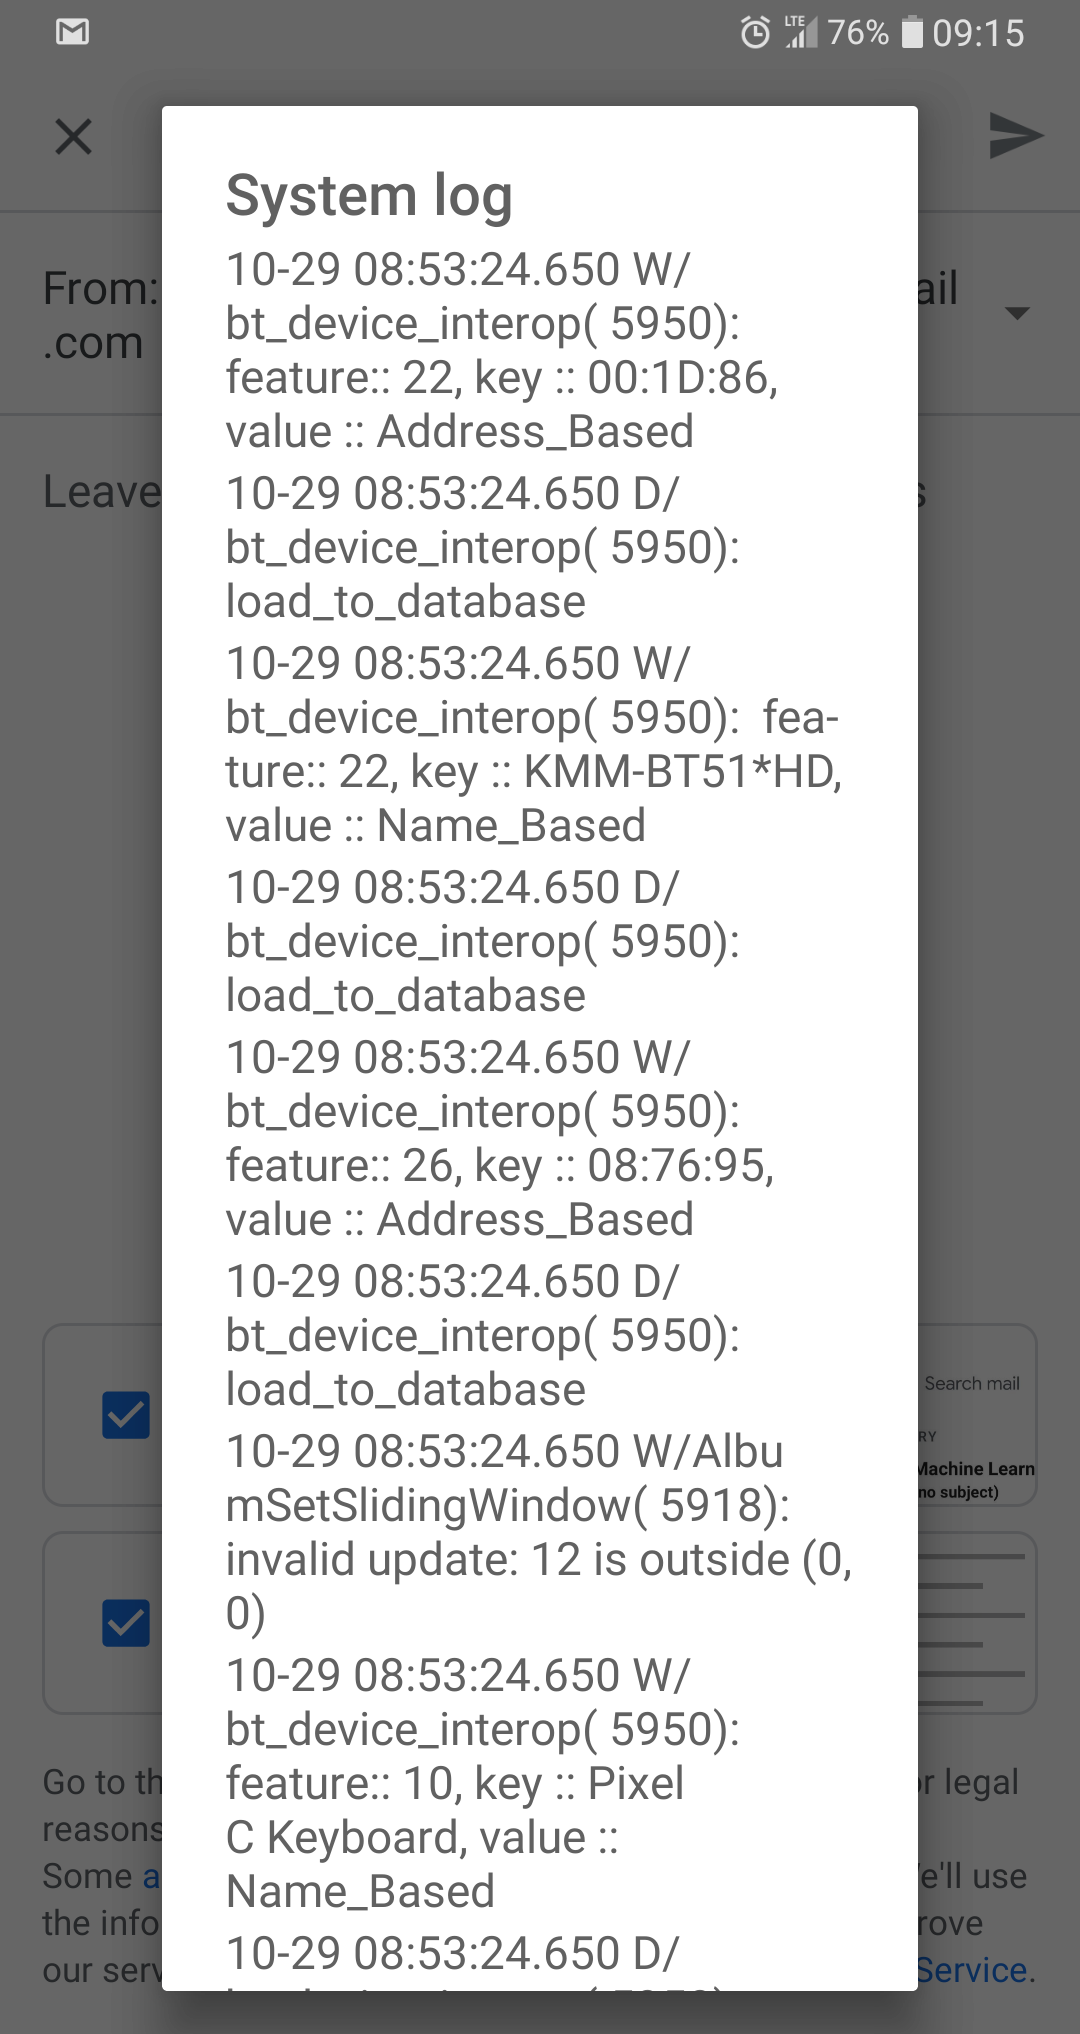 LTE 76% 09:15
System log
10-29 08:53:24.650 W/
bt_device_interop( 5950):
feature:: 22, key :: 00:1D:86,
value :: Address_Based
10-29 08:53:24.650 D/
bt_device_interop( 5950):
load_to_database
10-29 08:53:24.650 W/
bt_device_interop( 5950):  fea-
ture:: 22, key :: KMM-BT51*HD,
value :: Name_Based
10-29 08:53:24.650 D/
bt_device_interop( 5950):
load_to_database
10-29 08:53:24.650 W/
bt_device_interop( 5950):
feature:: 26, key :: 08:76:95,
value :: Address_Based
10-29 08:53:24.650 D/
bt_device_interop( 5950):
load_to_database
10-29 08:53:24.650 W/Albu
mSetSlidingWindow( 5918):
invalid update: 12 is outside (0,
0)
10-29 08:53:24.650 W/
bt_device_interop( 5950):
feature:: 10, key :: Pixel
C Keyboard, value ::
Name_Based
10-29 08:53:24.650 D/
From: ail
.com
Leave s
Search mail
RY
Machine Learn
no subject)
Go to th r legal
reasons
Some a e'll use
the info rove
our serv Service.